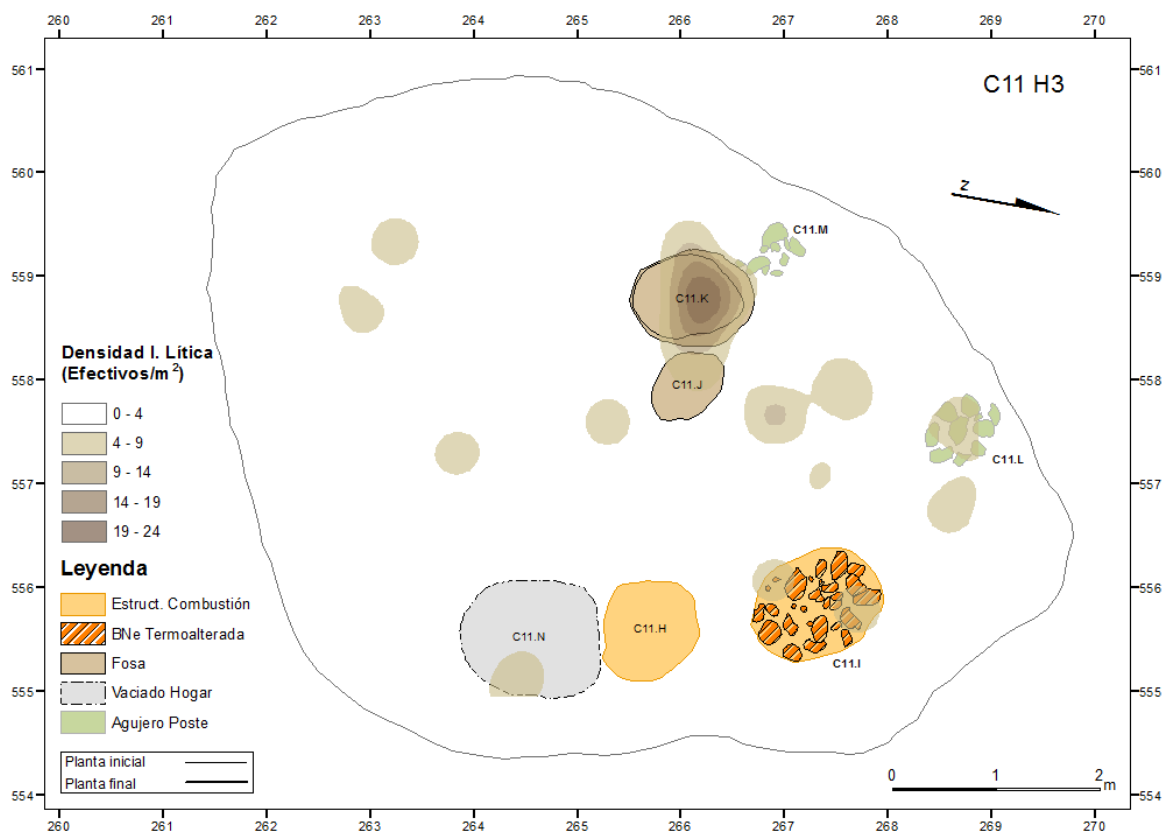 260 261 262 263 264 265 266 267 268 269 270
561 561
C11 H3
560 560
Z
C11.M
559 559
C11.K
Densidad I. Lítica
(Efectivos/m²)
558 558
C11.J
0 - 4
4 - 9
9 - 14
14 - 19
19 - 24
C11.L
557 557
Leyenda
556 556
Estruct. Combustión
BNe Termoalterada
Fosa
Vaciado Hogar
Agujero Poste
C11.N
C11.H
C11.I
555 555
Planta inicial
Planta final
0 1 2
m
554 554
260 261 262 263 264 265 266 267 268 269 270